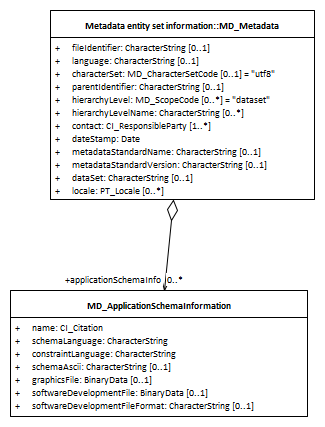 Metadata entity set information::MD_Metadata
+ fileIdentifier: CharacterString [0..1]
+ language: CharacterString [0..1]
+ characterSet: MD_CharacterSetCode [0..1] = "utf8"
+ parentIdentifier: CharacterString [0..1]
+ hierarchyLevel: MD_ScopeCode [0..*] = "dataset"
+ hierarchyLevelName: CharacterString [0..*]
+ contact: CI_ResponsibleParty [1..*]
+ dateStamp: Date
+ metadataStandardName: CharacterString [0..1]
+ metadataStandardVersion: CharacterString [0..1]
+ dataSet: CharacterString [0..1]
+ locale: PT_Locale [0..*]
+applicationSchemaInfo 0..*
MD_ApplicationSchemaInformation
+ name: CI_Citation
+ schemaLanguage: CharacterString
+ constraintLanguage: CharacterString
+ schemaAscii: CharacterString [0..1]
+ graphicsFile: BinaryData [0..1]
+ softwareDevelopmentFile: BinaryData [0..1]
+ softwareDevelopmentFileFormat: CharacterString [0..1]